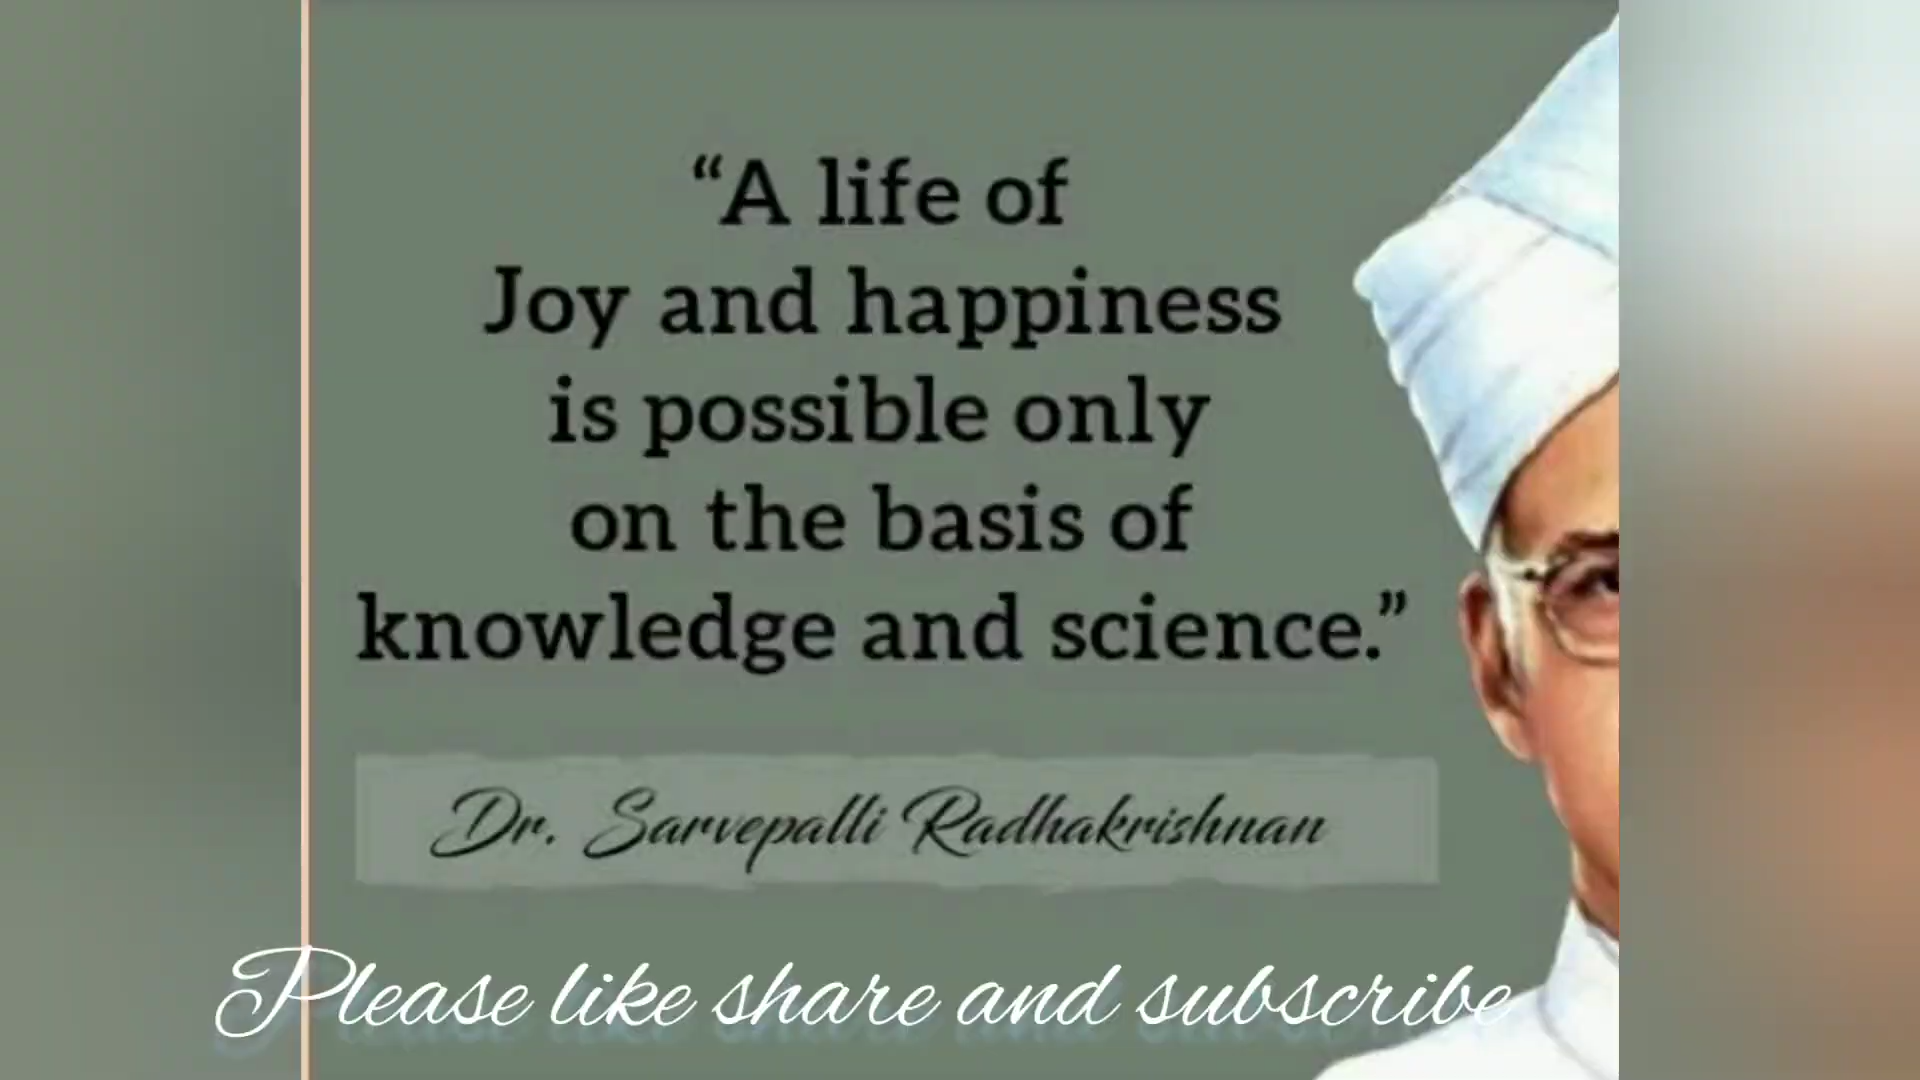 “A life of
Joy and happiness
is possible only
on the basis of
knowledge and science.”
Dr. Sarvepalli Radhakrishnan
Please like share and subscribe